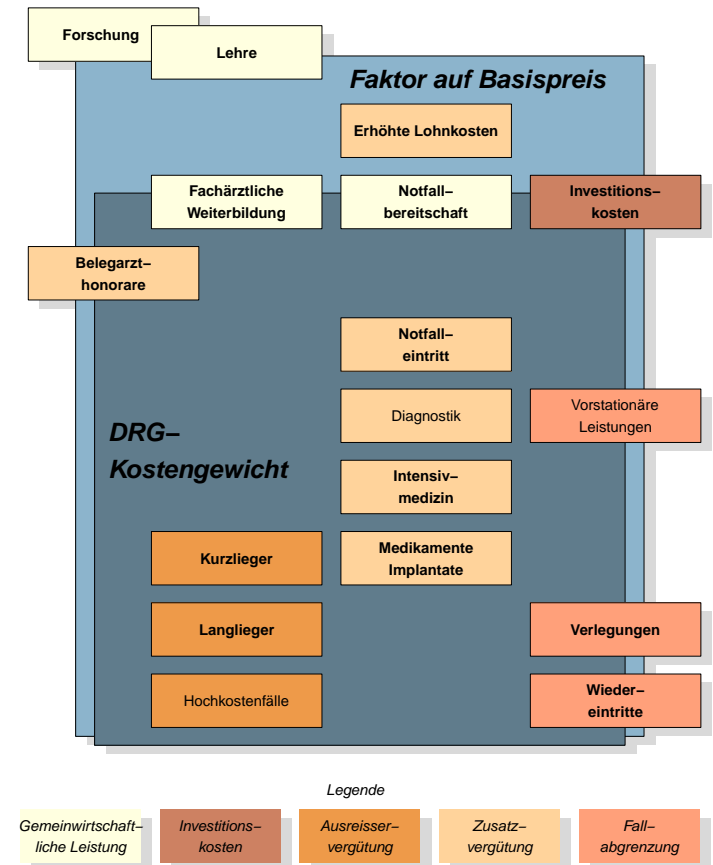 Forschung
Lehre
Faktor auf Basispreis
Erhöhte Lohnkosten
Fachärztliche
Weiterbildung
Notfall–
bereitschaft
Investitions–
kosten
Belegarzt–
honorare
Notfall–
eintritt
DRG–
Kostengewicht
Diagnostik
Vorstationäre
Leistungen
Intensiv–
medizin
Kurzlieger
Medikamente
Implantate
Langlieger
Verlegungen
Hochkostenfälle
Wieder–
eintritte
Legende
Gemeinwirtschaft–
liche Leistung
Investitions–
kosten
Ausreisser–
vergütung
Zusatz–
vergütung
Fall–
abgrenzung